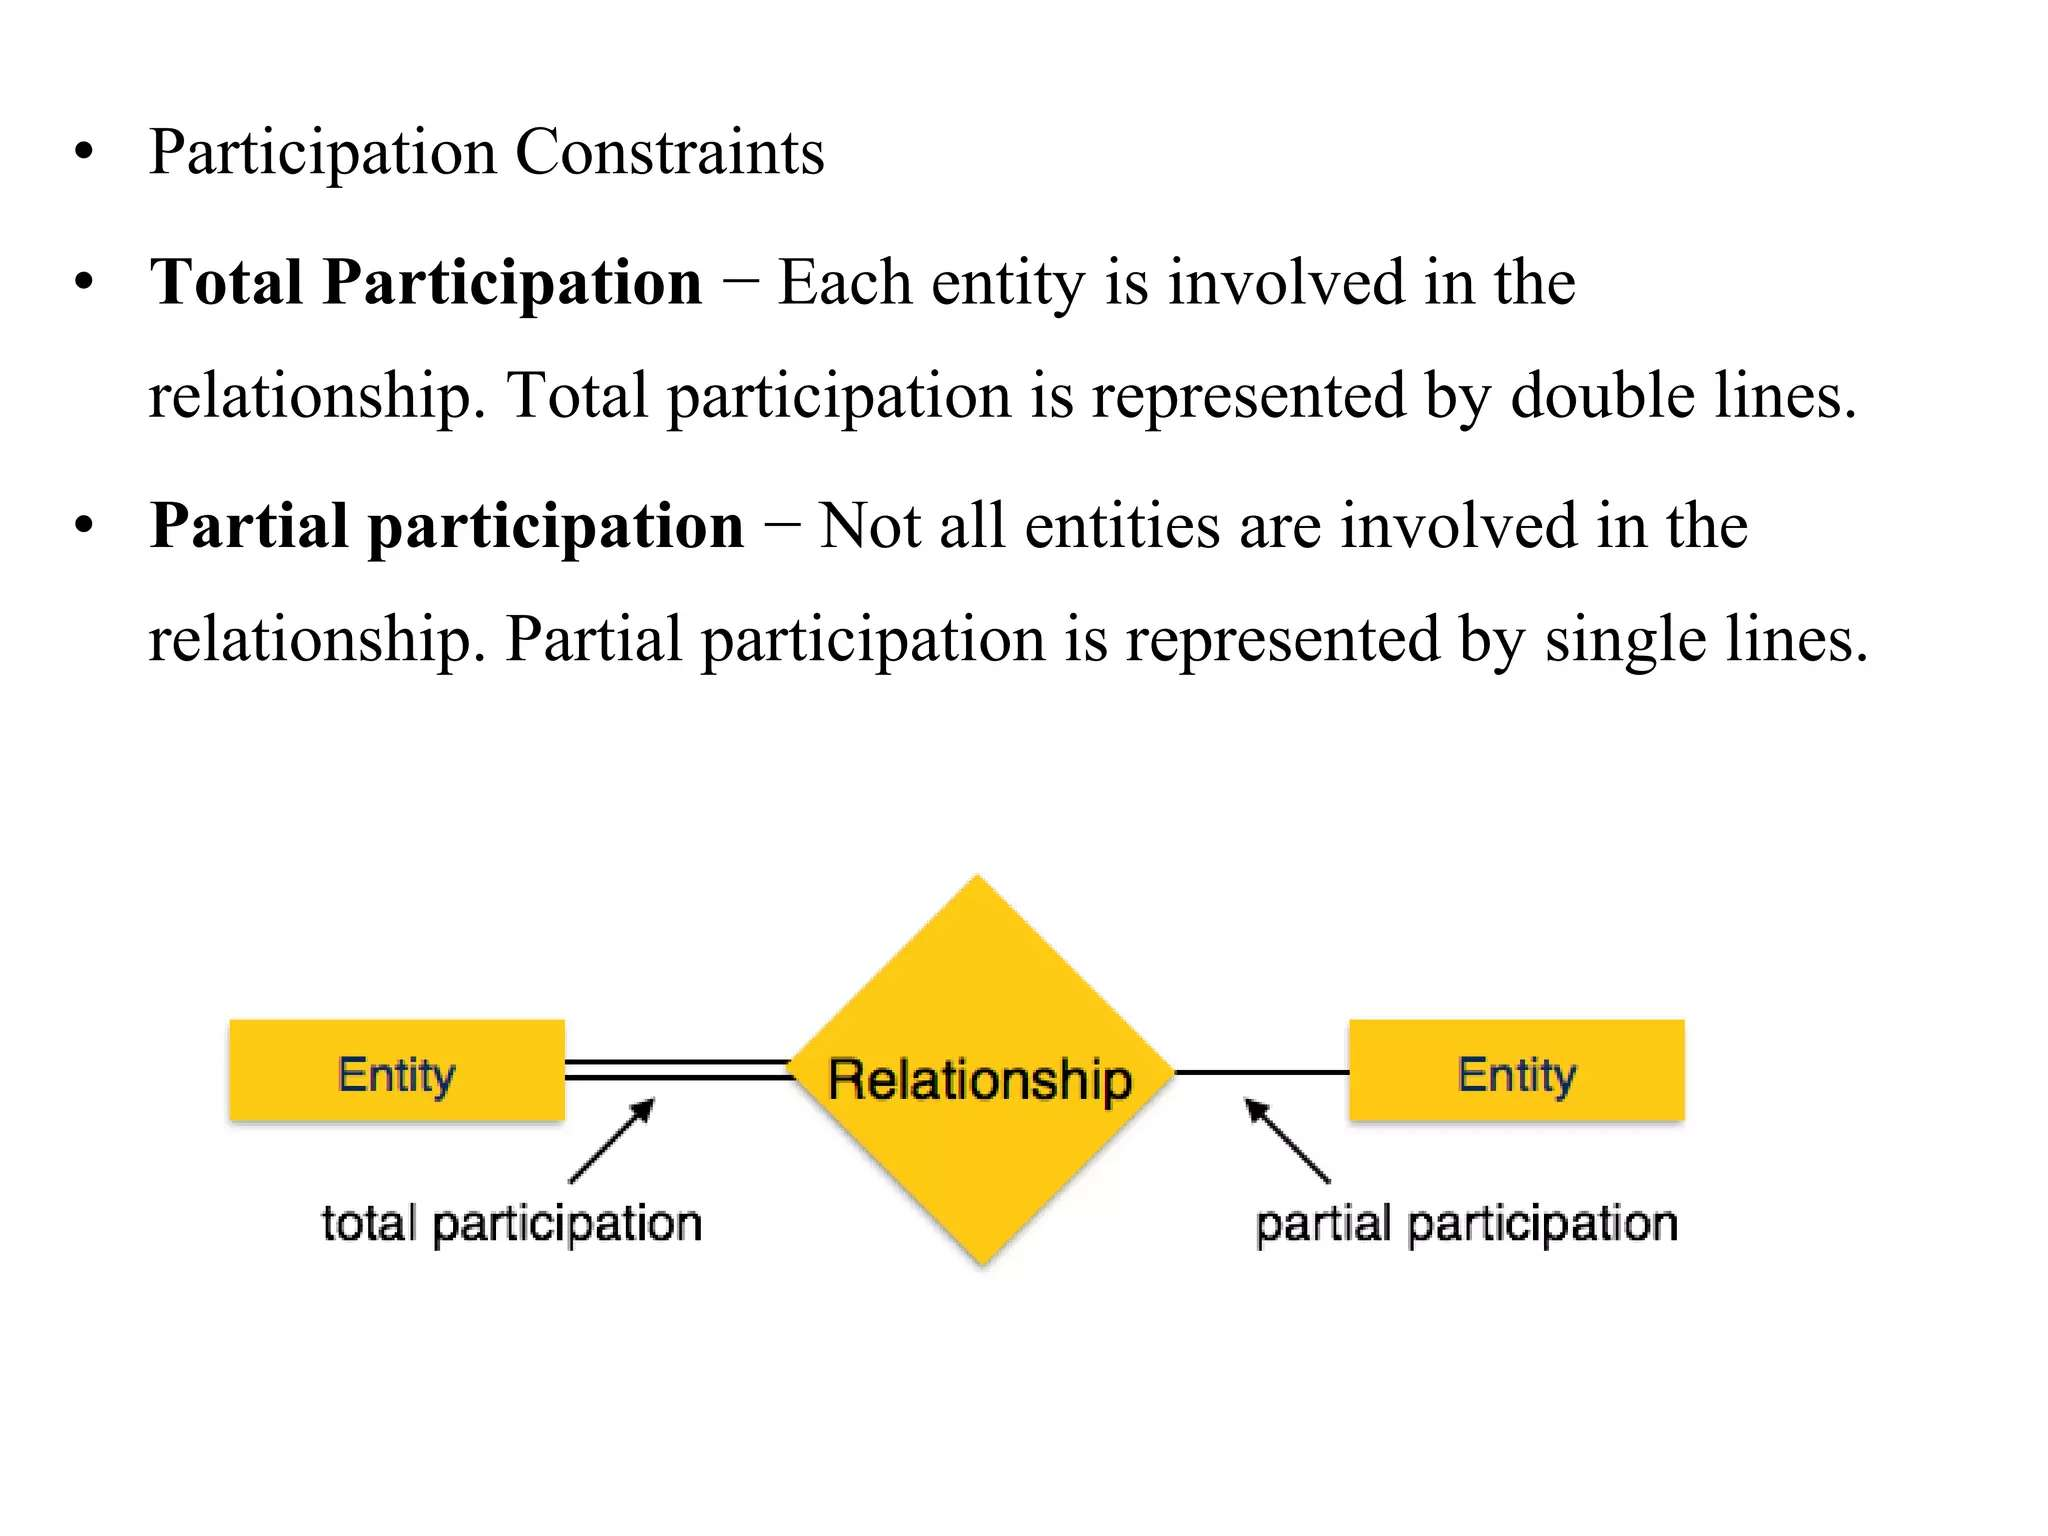 • Participation Constraints
• Total Participation − Each entity is involved in the
relationship. Total participation is represented by double lines.
• Partial participation − Not all entities are involved in the
relationship. Partial participation is represented by single lines.
Entity
Relationship
Entity
total participation
partial participation